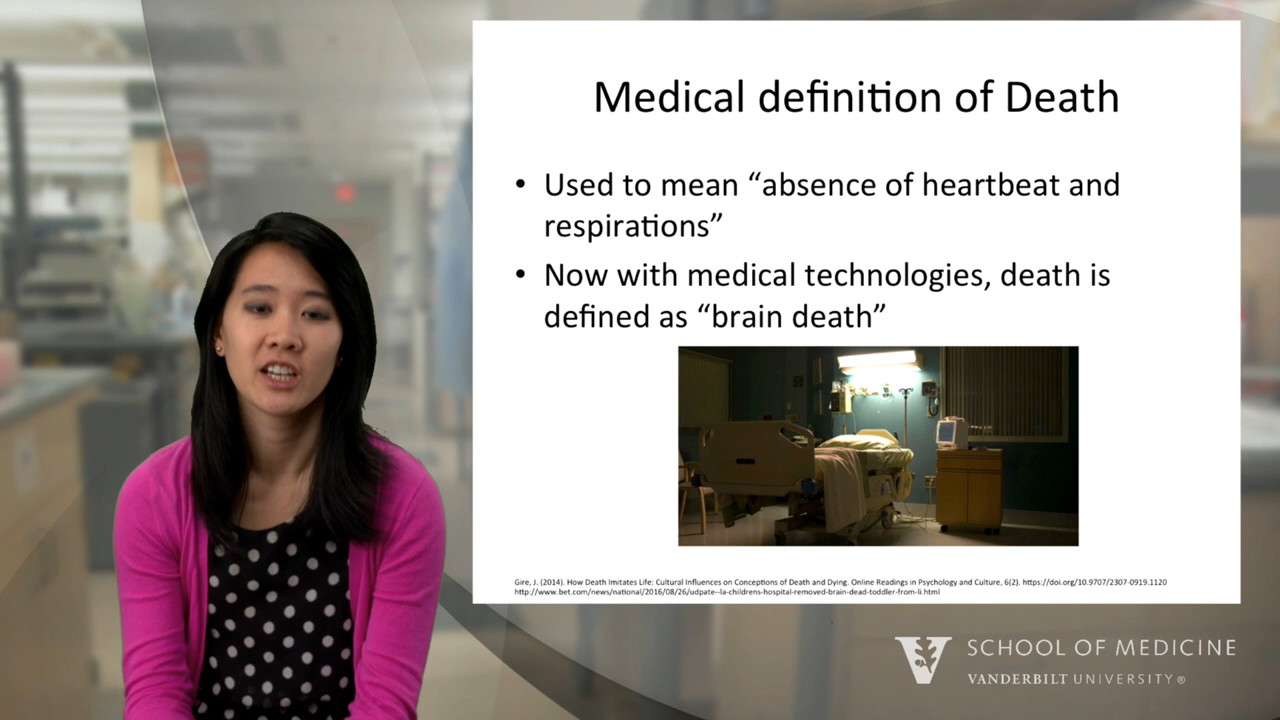 Medical definition of Death
• Used to mean “absence of heartbeat and
respirations”
• Now with medical technologies, death is
defined as “brain death”
Gire, J. (2014). How Death Imitates Life: Cultural Influences on Conceptions of Death and Dying. Online Readings in Psychology and Culture, 6(2). https://doi.org/10.9707/2307-0919.1120
http://www.bet.com/news/national/2016/08/26/udpate--la-childrens-hospital-removed-brain-dead-toddler-from-li.html
V SCHOOL OF MEDICINE
VANDERBILT UNIVERSITY®